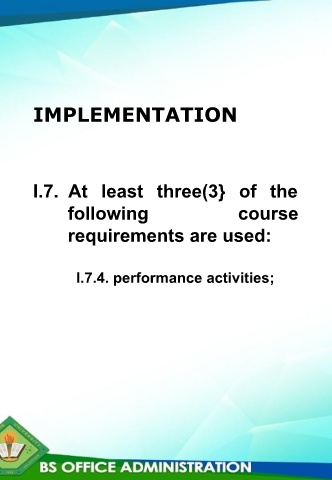 IMPLEMENTATION
I.7. At least three(3} of the
following course
requirements are used:
I.7.4. performance activities;
BS OFFICE ADMINISTRATION